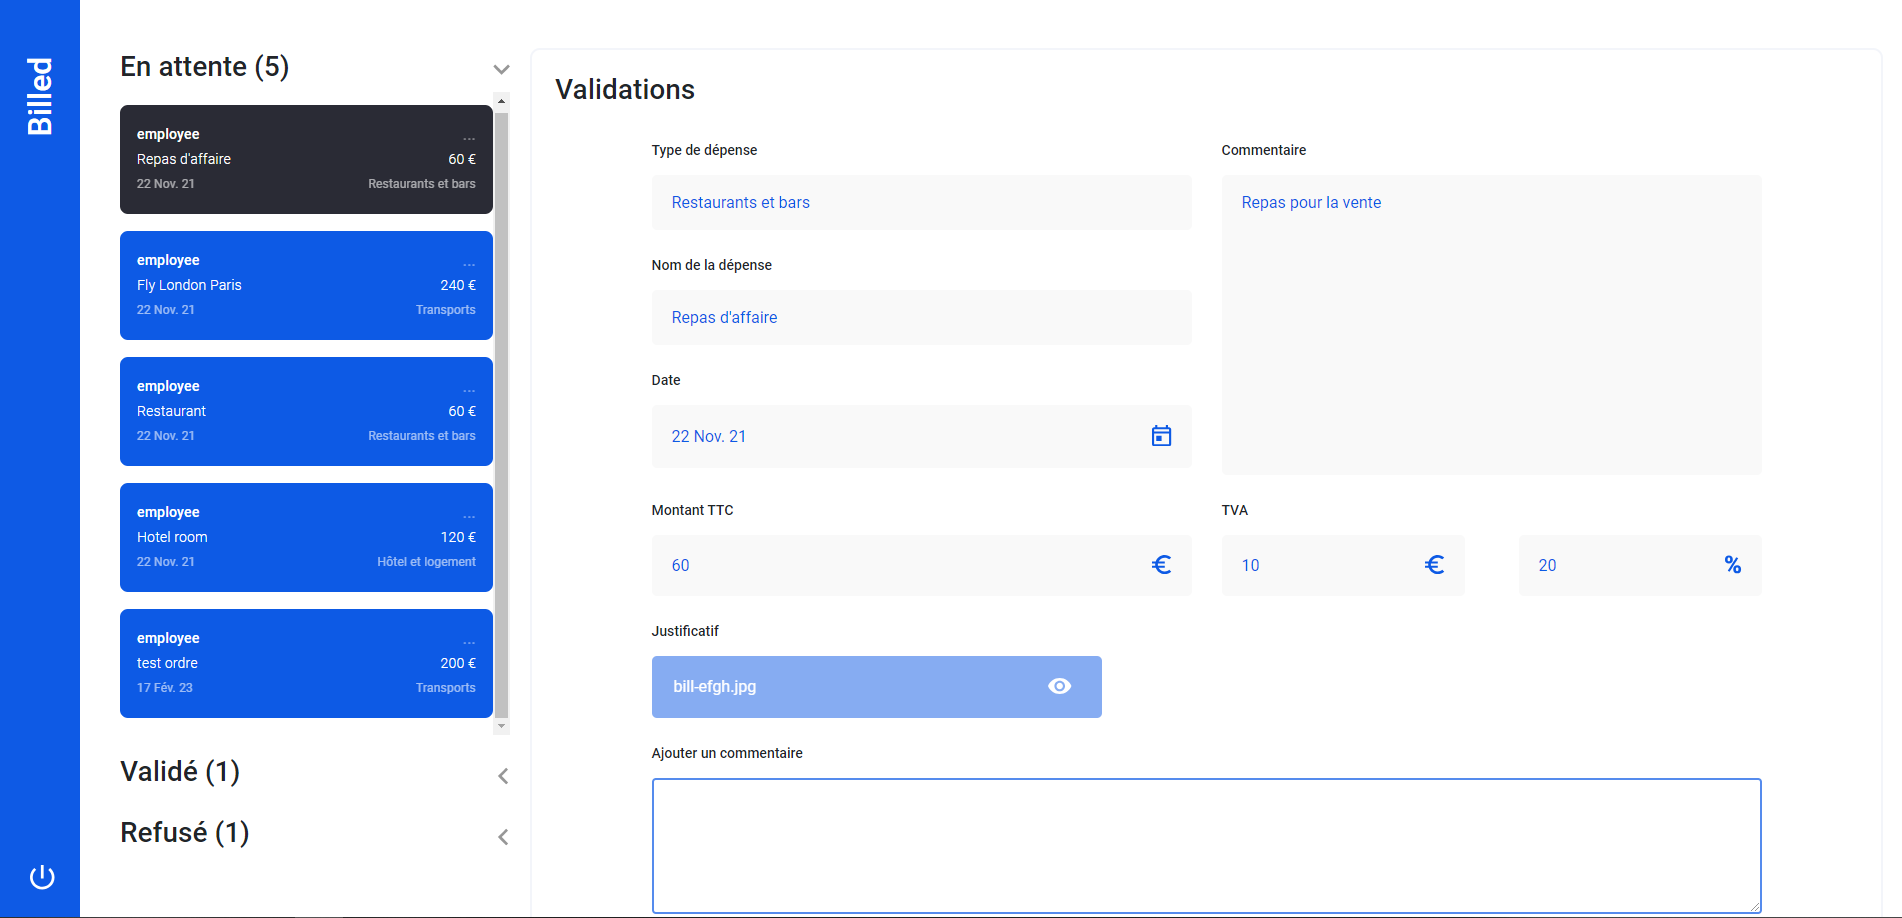 Billed
En attente (5)
employee
...
Repas d'affaire
60 €
22 Nov. 21
Restaurants et bars
employee
...
Fly London Paris
240 €
22 Nov. 21
Transports
employee
...
Restaurant
60 €
22 Nov. 21
Restaurants et bars
employee
...
Hotel room
120 €
22 Nov. 21
Hôtel et logement
employee
...
test ordre
200 €
17 Fév. 23
Transports
Validé (1)
Refusé (1)
Validations
Type de dépense
Restaurants et bars
Nom de la dépense
Repas d'affaire
Date
22 Nov. 21
Commentaire
Repas pour la vente
Montant TTC
60 €
TVA
10 €
20 %
Justificatif
bill-efgh.jpg
Ajouter un commentaire